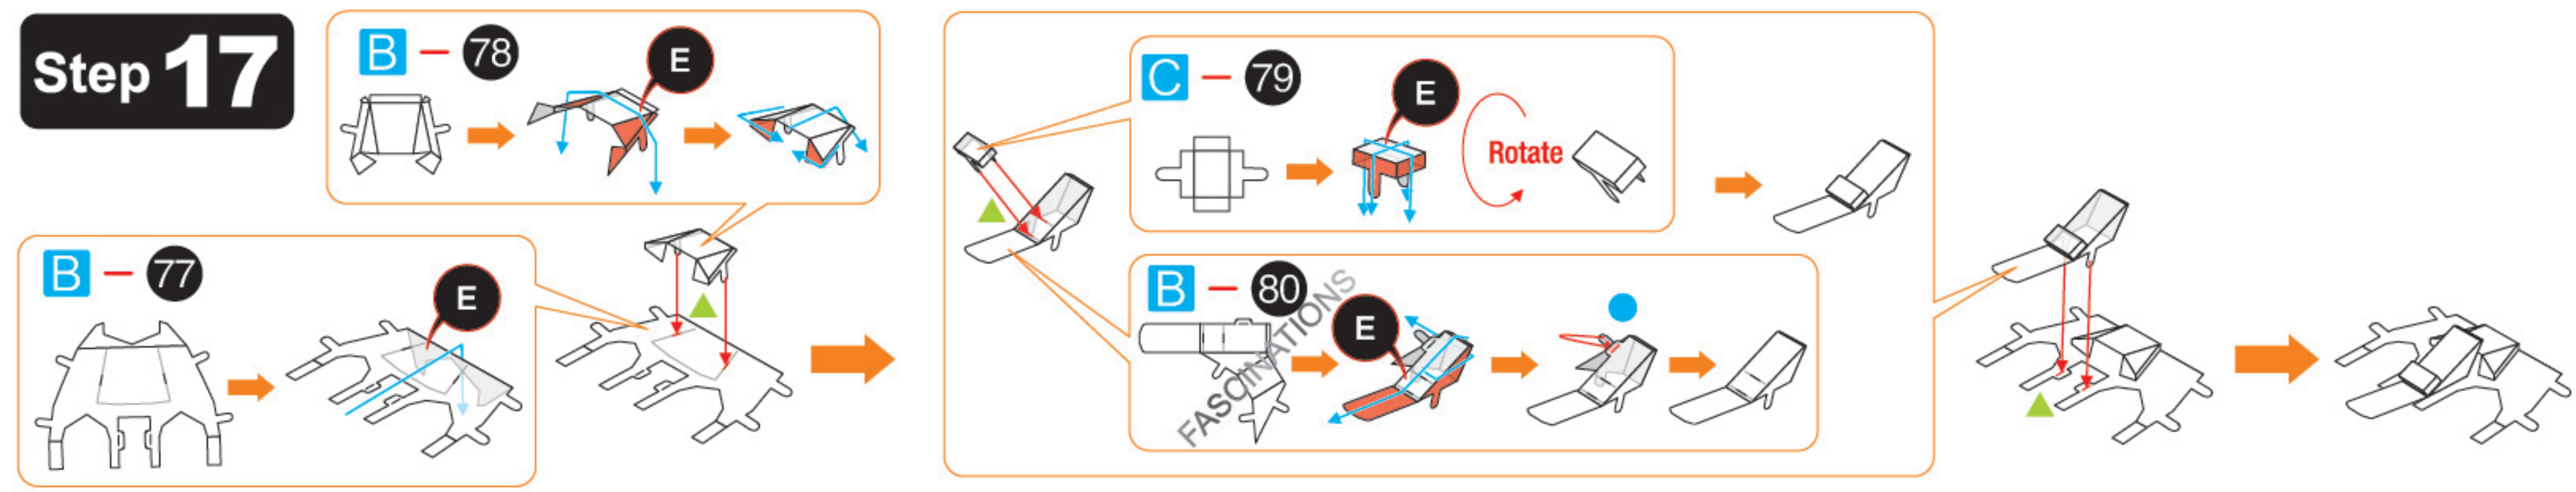 Step 17
B – 78
E
B – 77
E
C – 79
E
Rotate
B – 80
E
FASCINATIONS